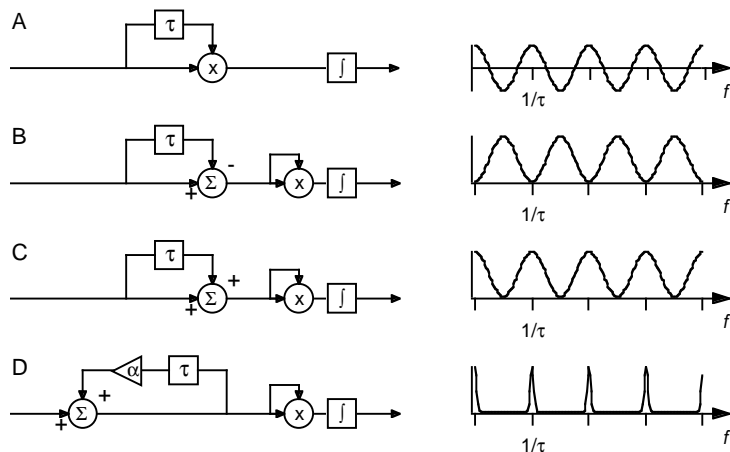 A
τ
x
∫
1/τ
f
B
τ
-
+
Σ
x
∫
1/τ
f
C
τ
+
+
Σ
x
∫
1/τ
f
D
α
τ
+
+
Σ
x
∫
1/τ
f